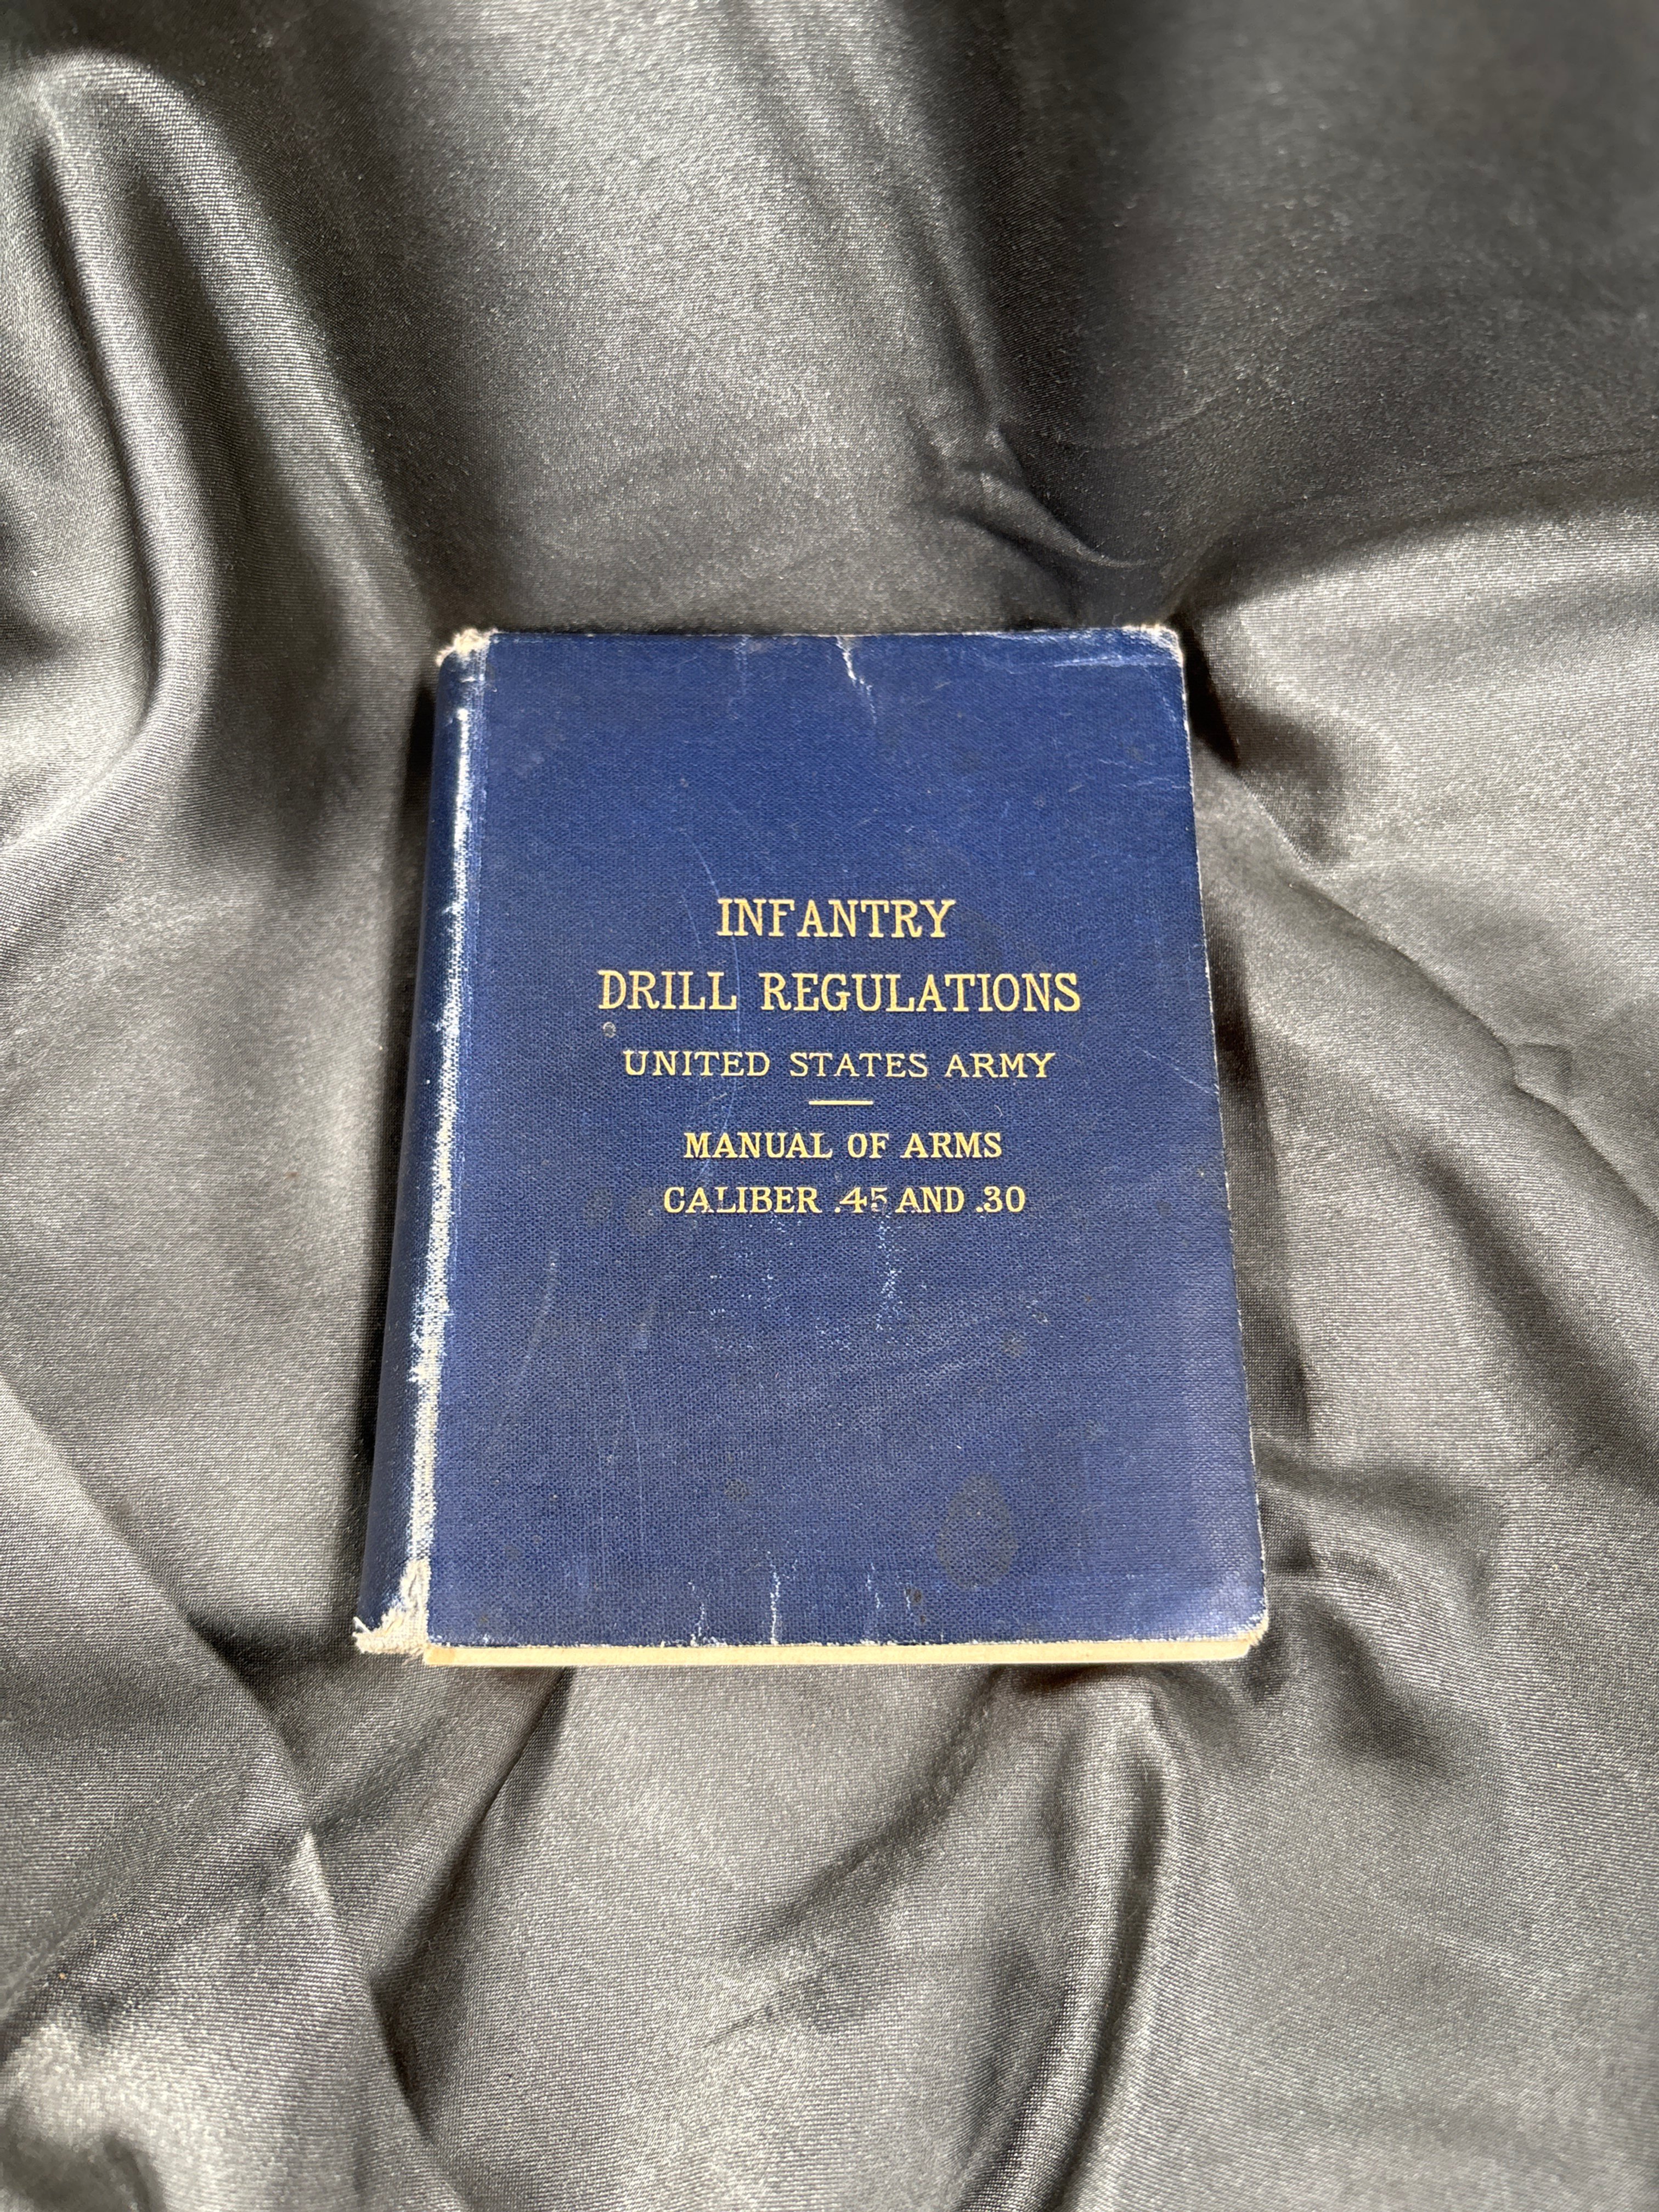 INFANTRY
DRILL REGULATIONS
UNITED STATES ARMY
MANUAL OF ARMS
CALIBER .45 AND .30